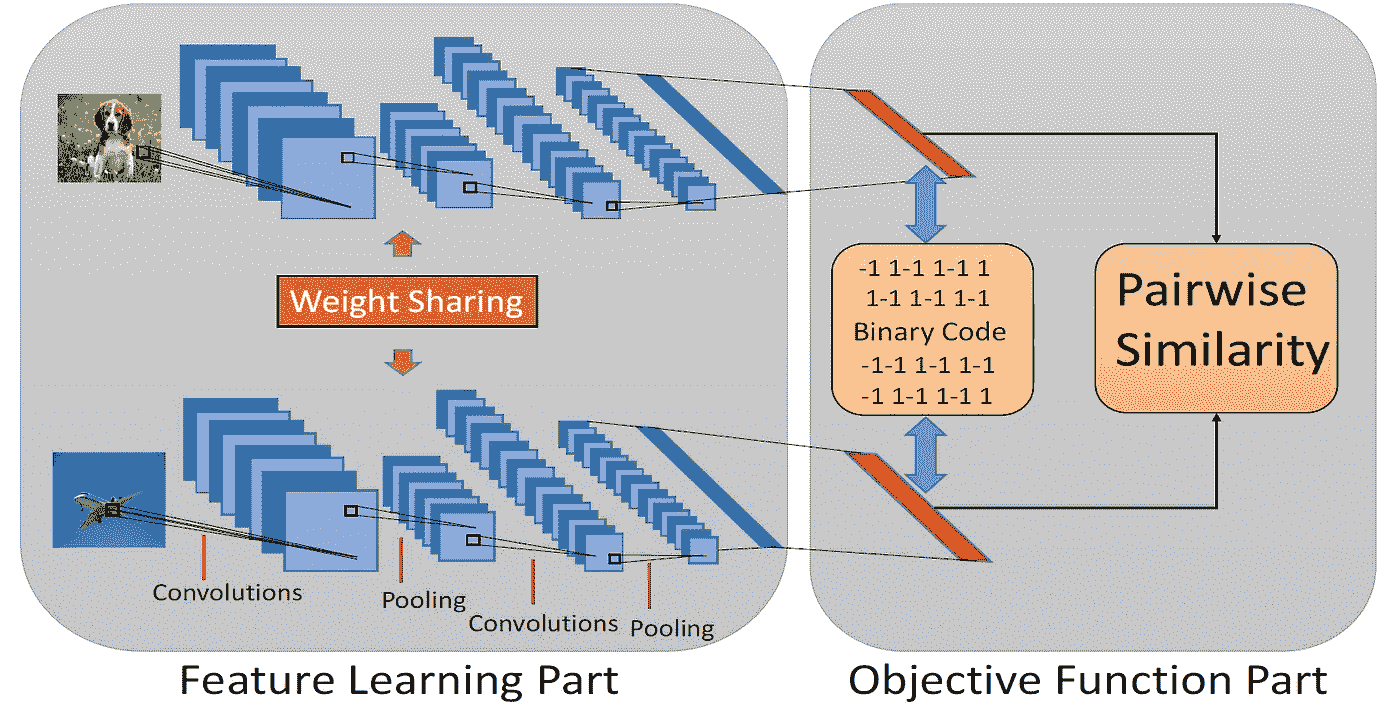 Weight Sharing
-1 1-1 1-1 1
1-1 1-1 1-1
Binary Code
-1-1 1-1 1-1
-1 1-1 1-1 1
Pairwise
Similarity
Convolutions
Pooling
Convolutions
Pooling
Feature Learning Part
Objective Function Part